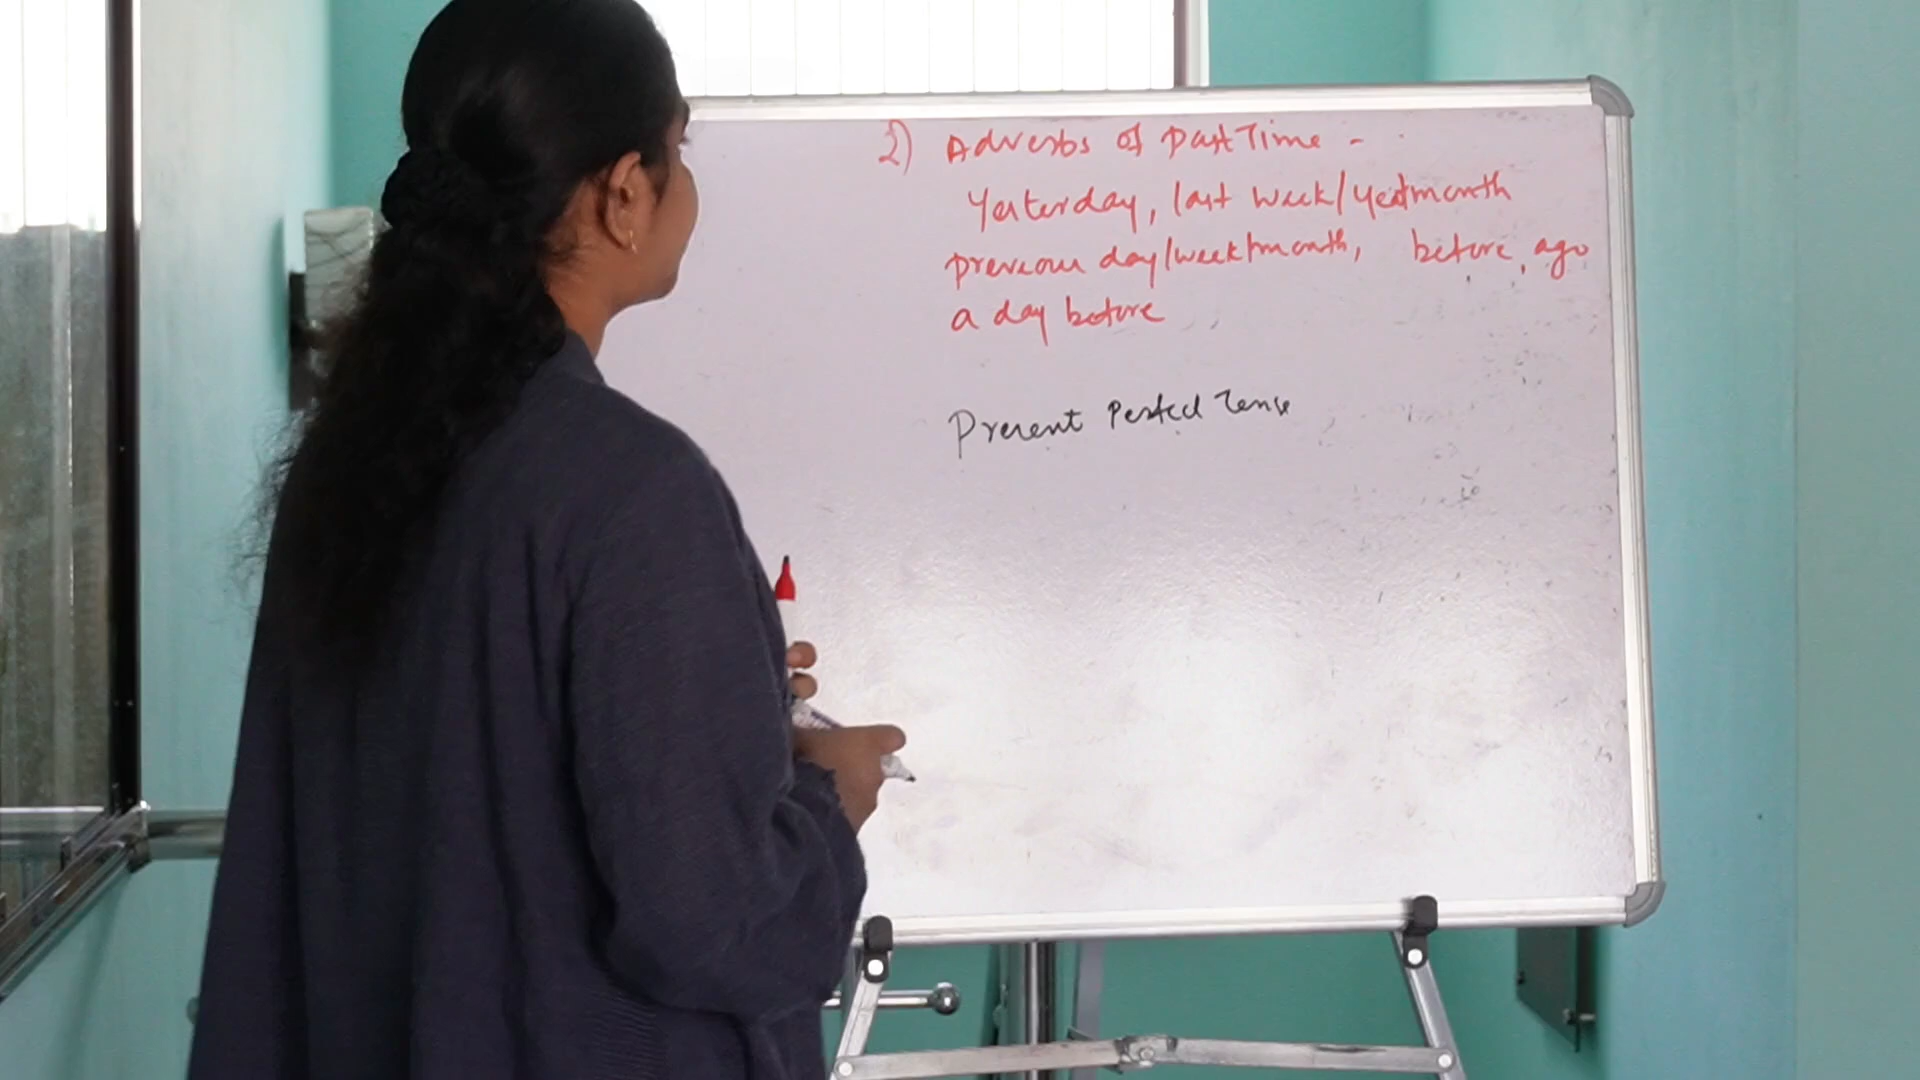 2) Adverbs of Past Time -
Yesterday, last week/year/month
previous day/week/month, before, ago
a day before
Present Perfect Tense